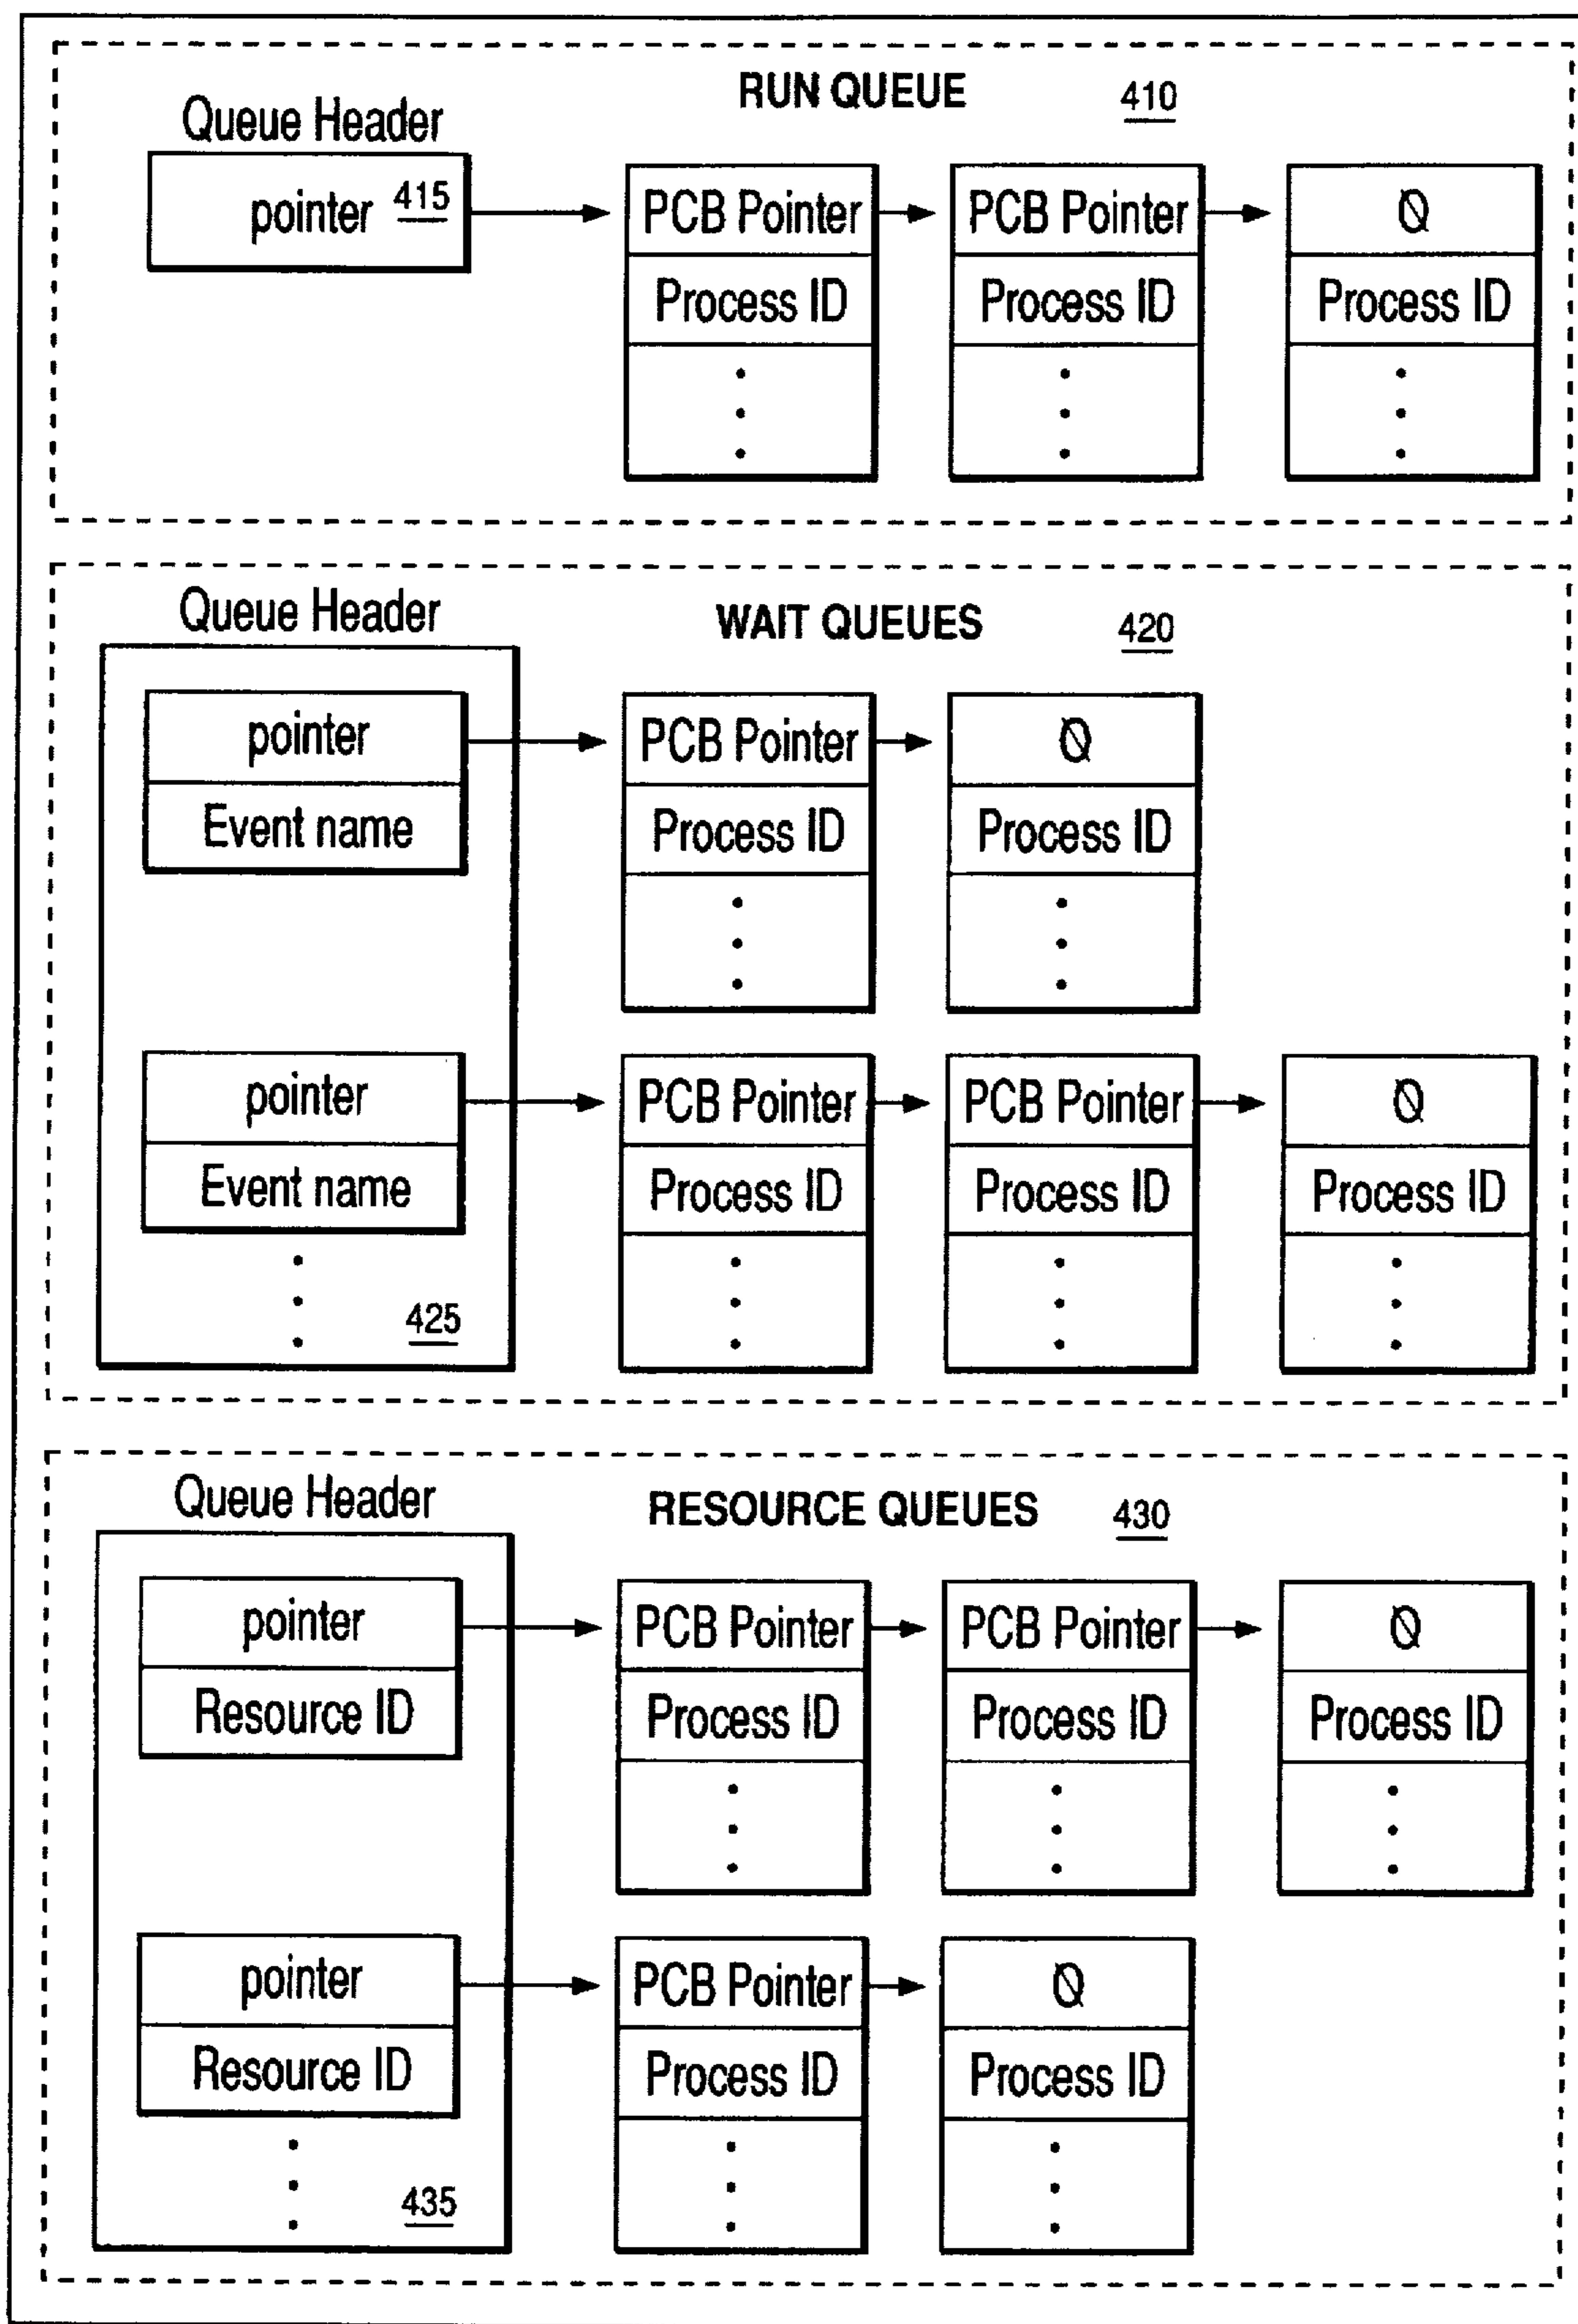 RUN QUEUE 410
Queue Header
pointer 415
PCB Pointer PCB Pointer Ø
Process ID Process ID Process ID
Queue Header
WAIT QUEUES 420
pointer PCB Pointer Ø
Event name Process ID Process ID
pointer PCB Pointer PCB Pointer Ø
Event name Process ID Process ID Process ID
425
Queue Header
RESOURCE QUEUES 430
pointer PCB Pointer PCB Pointer Ø
Resource ID Process ID Process ID Process ID
pointer PCB Pointer Ø
Resource ID Process ID Process ID
435